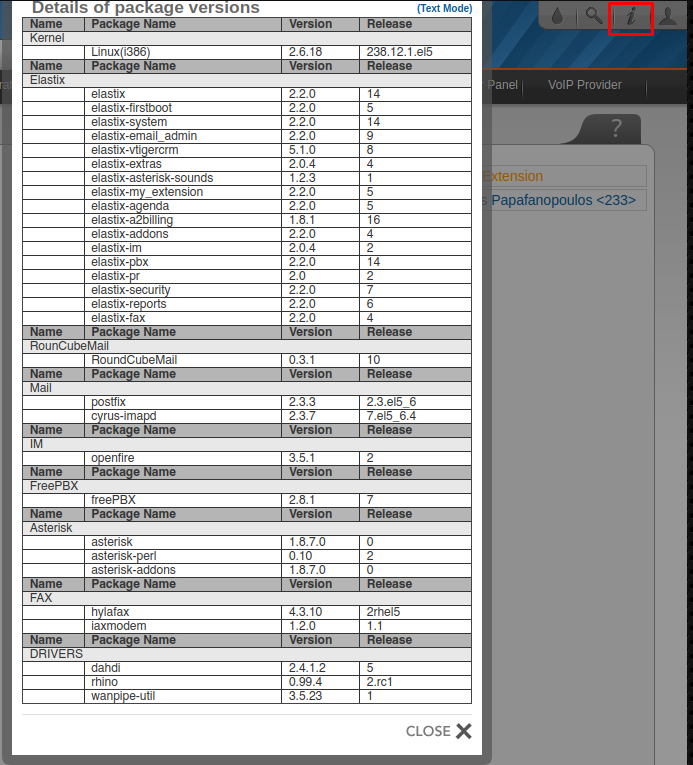 Details of package versions (Text Mode)
Name Package Name Version Release
Kernel
Linux(i386) 2.6.18 238.12.1.el5
Name Package Name Version Release
Elastix
elastix 2.2.0 14
elastix-firstboot 2.2.0 5
elastix-system 2.2.0 14
elastix-email_admin 2.2.0 9
elastix-vtigercrm 5.1.0 8
elastix-extras 2.0.4 4
elastix-asterisk-sounds 1.2.3 1
elastix-my_extension 2.2.0 5
elastix-agenda 2.2.0 5
elastix-a2billing 1.8.1 16
elastix-addons 2.2.0 4
elastix-im 2.0.4 2
elastix-pbx 2.2.0 14
elastix-pr 2.0 2
elastix-security 2.2.0 7
elastix-reports 2.2.0 6
elastix-fax 2.2.0 4
Name Package Name Version Release
RounCubeMail
RoundCubeMail 0.3.1 10
Name Package Name Version Release
Mail
postfix 2.3.3 2.3.el5_6
cyrus-imapd 2.3.7 7.el5_6.4
Name Package Name Version Release
IM
openfire 3.5.1 2
Name Package Name Version Release
FreePBX
freePBX 2.8.1 7
Name Package Name Version Release
Asterisk
asterisk 1.8.7.0 0
asterisk-perl 0.10 2
asterisk-addons 1.8.7.0 0
Name Package Name Version Release
FAX
hylafax 4.3.10 2rhel5
iaxmodem 1.2.0 1.1
Name Package Name Version Release
DRIVERS
dahdi 2.4.1.2 5
rhino 0.99.4 2.rc1
wanpipe-util 3.5.23 1
CLOSE
i
Panel VoIP Provider
?
Extension
Papafanopoulos <233>